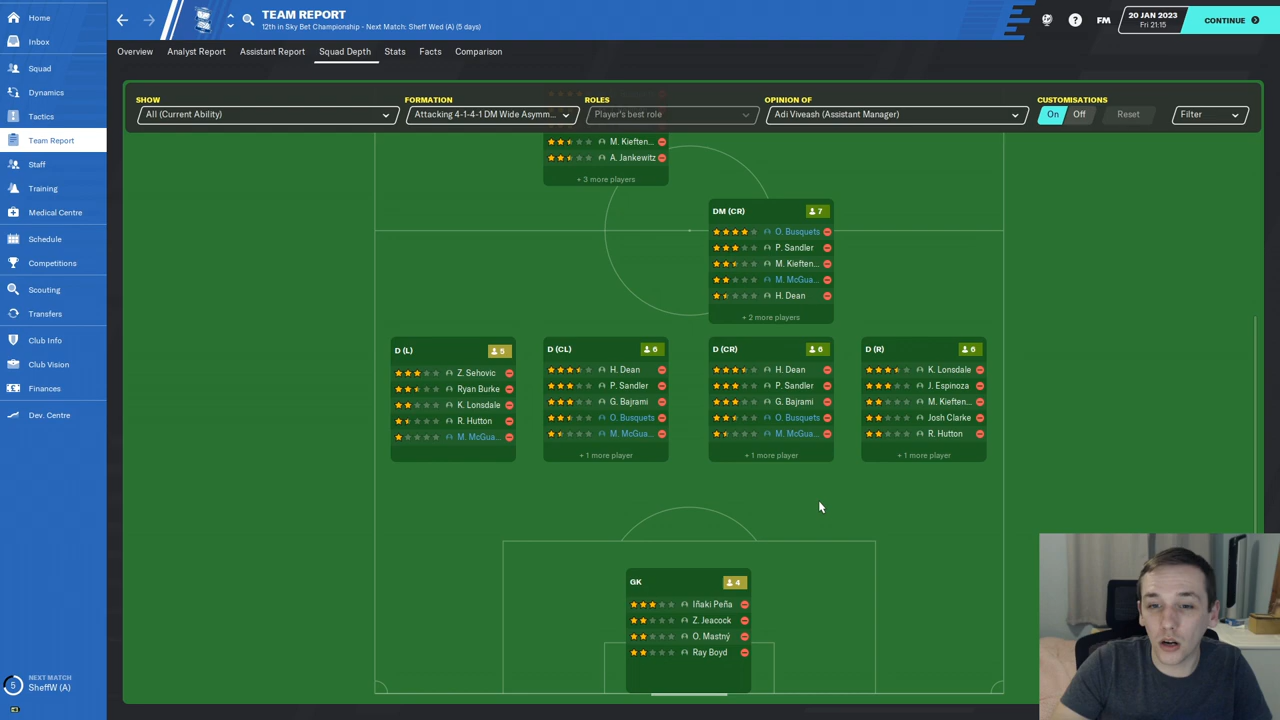 TEAM REPORT
12th in Sky Bet Championship - Next Match: Sheff Wed (A) (5 days)
FM
20 JAN 2023
Fri 21:15
CONTINUE
Home
Inbox
Squad
Dynamics
Tactics
Team Report
Staff
Training
Medical Centre
Schedule
Competitions
Scouting
Transfers
Club Info
Club Vision
Finances
Dev. Centre
5
NEXT MATCH
SheffW (A)
Overview Analyst Report Assistant Report Squad Depth Stats Facts Comparison
SHOW FORMATION ROLES OPINION OF CUSTOMISATIONS
All (Current Ability) Attacking 4-1-4-1 DM Wide Asymm... Player's best role Adi Viveash (Assistant Manager) On Off Reset Filter
M. Kieften...
A. Jankewitz
+ 3 more players
DM (CR) 7
O. Busquets
P. Sandler
M. Kieften...
M. McGua...
H. Dean
+ 2 more players
D (L) 5
Z. Sehovic
Ryan Burke
K. Lonsdale
R. Hutton
M. McGua...
D (CL) 6
H. Dean
P. Sandler
G. Bajrami
O. Busquets
M. McGua...
+ 1 more player
D (CR) 6
H. Dean
P. Sandler
G. Bajrami
O. Busquets
M. McGua...
+ 1 more player
D (R) 6
K. Lonsdale
J. Espinoza
M. Kieften...
Josh Clarke
R. Hutton
+ 1 more player
GK 4
Iñaki Peña
Z. Jeacock
O. Mastný
Ray Boyd